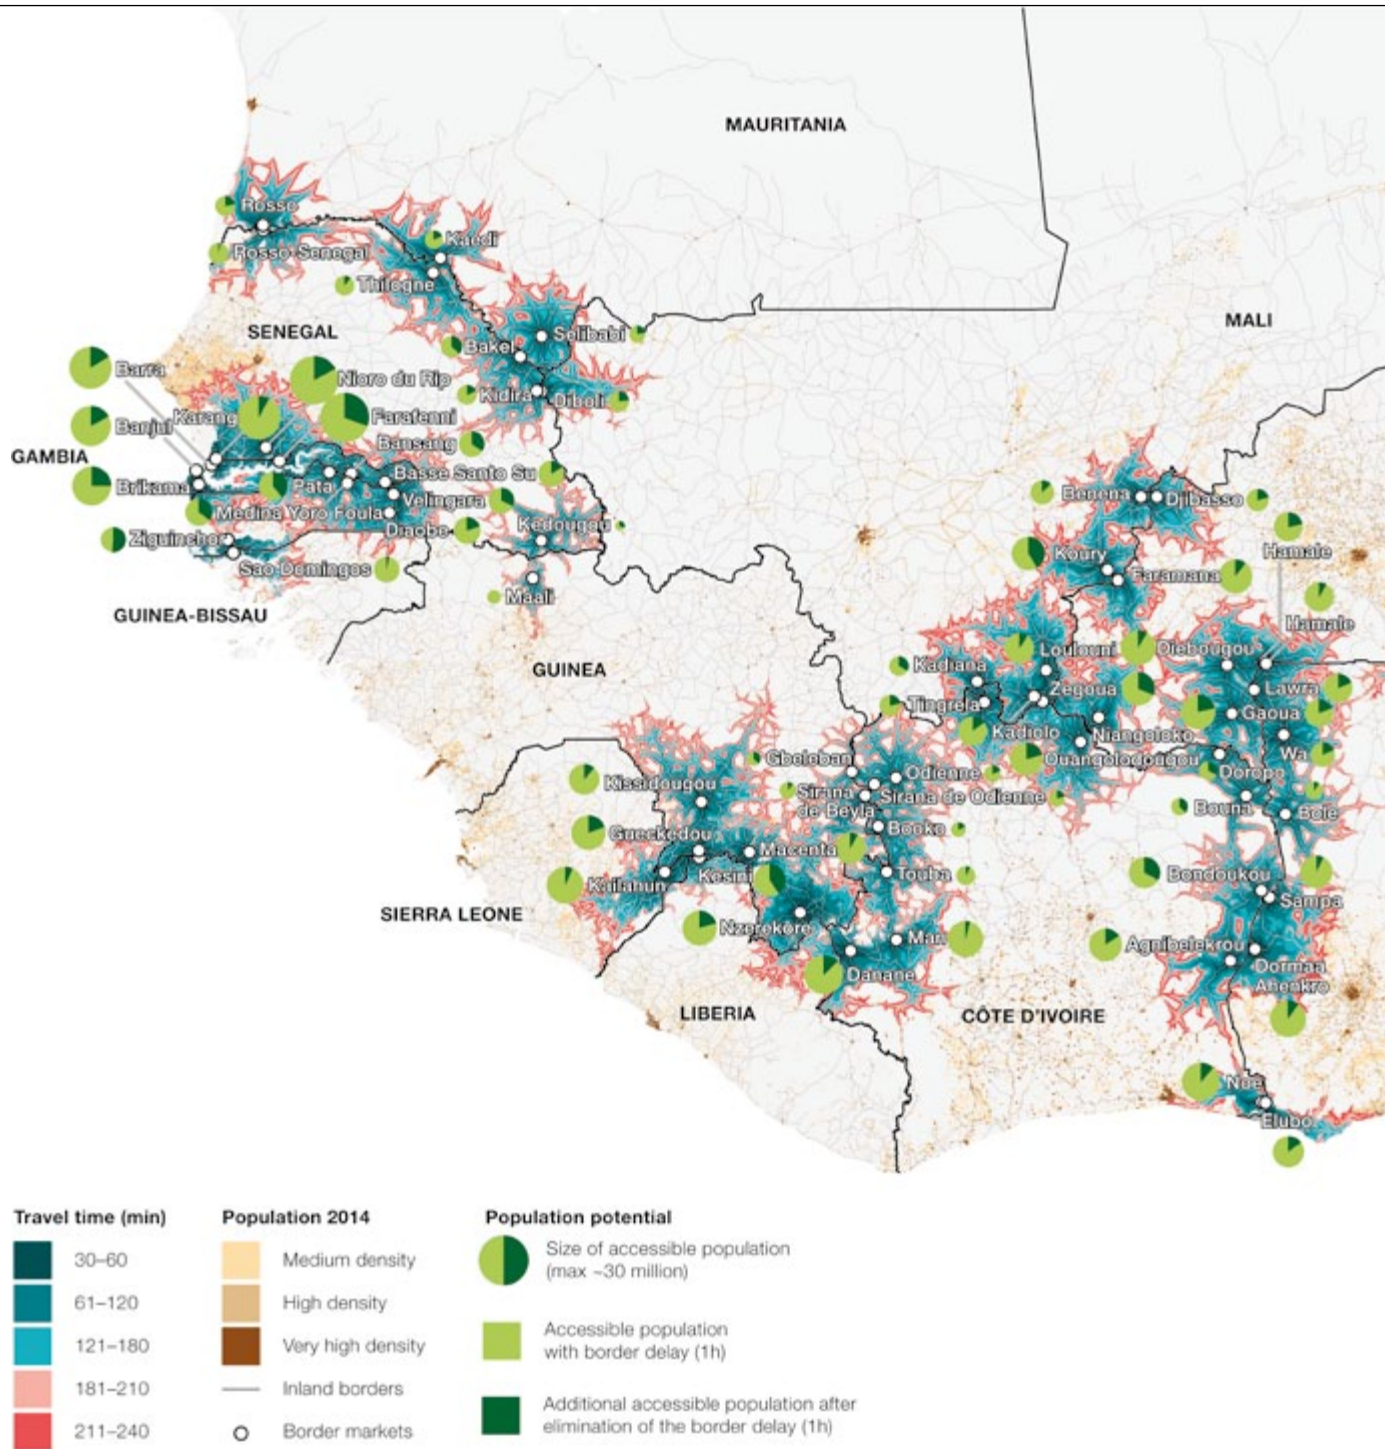 MAURITANIA
Rosso
Rosso-Senegal
Kaedi
Thilogne
MALI
SENEGAL
Selibabi
Bakel
Barra
Nioro du Rip
Kidira
Diboli
Karang
Farafenni
Banjul
Bansang
GAMBIA
Basse Santo Su
Brikama
Pata
Velingara
Benena
Djibasso
Medina Yoro Foula
Diaobe
Kedougou
Ziguinchor
Hamale
Koury
Sao Domingos
Faramana
Maali
GUINEA-BISSAU
Hamale
Loulouni
Diebougou
GUINEA
Kadiana
Zegoua
Lawra
Tingrela
Gaoua
Kadiolo
Niangoloko
Wa
Gbeleban
Ouangolodougou
Doropo
Kissidougou
Odienne
Sirana
de Beyla
Sirana de Odienne
Bouna
Bole
Gueckedou
Booko
Macenta
Kailahun
Kesini
Touba
Bondoukou
Sampa
SIERRA LEONE
Nzerekore
Man
Agnibelekrou
Danane
Dormaa
Ahenkro
LIBERIA
CÔTE D'IVOIRE
Noe
Elubo
Travel time (min)
30–60
61–120
121–180
181–210
211–240
Population 2014
Medium density
High density
Very high density
Inland borders
Border markets
Population potential
Size of accessible population
(max ~30 million)
Accessible population
with border delay (1h)
Additional accessible population after
elimination of the border delay (1h)